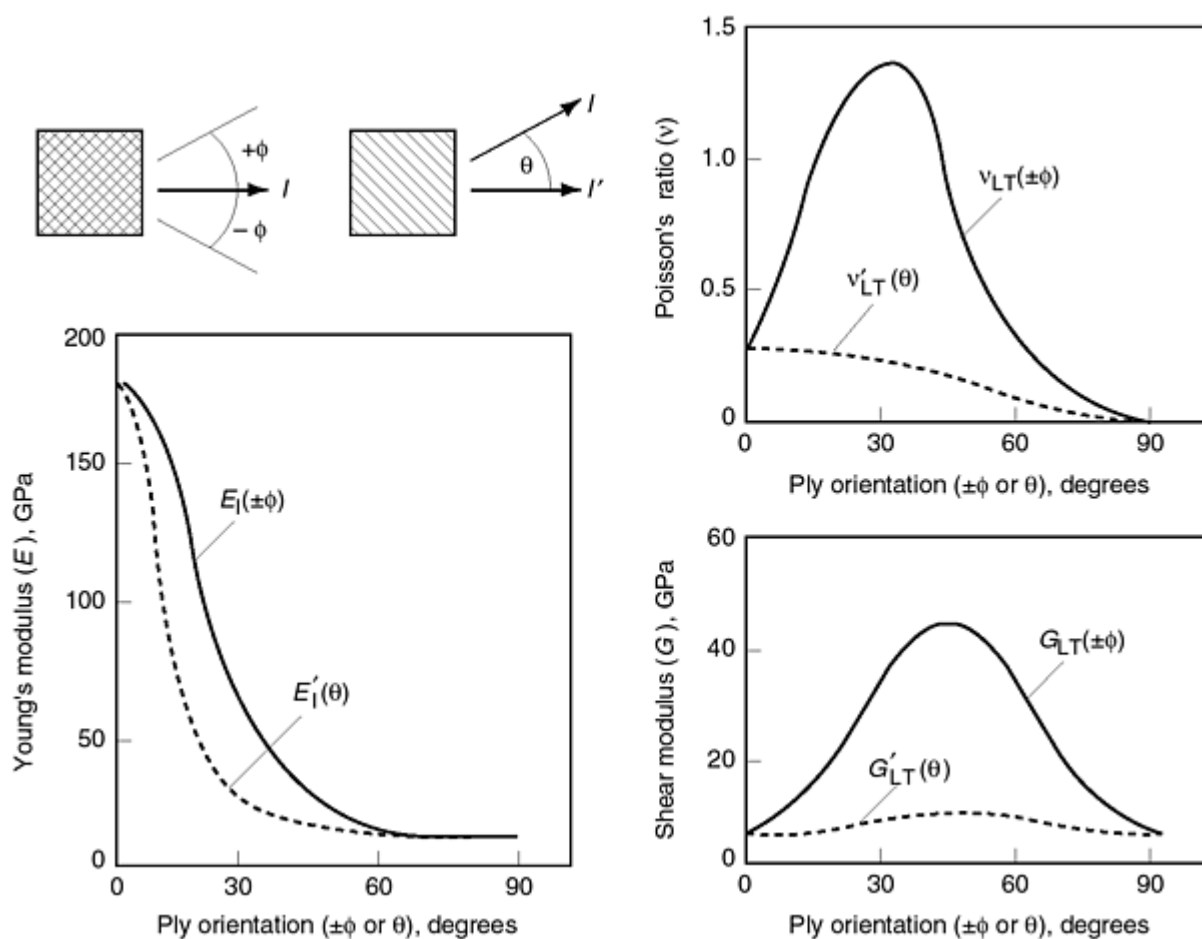 +ϕ
l
− ϕ
l
θ
l′
200
150
100
50
0
0
30
60
90
E_l(±ϕ)
E′_l(θ)
Young's modulus (E), GPa
Ply orientation (±ϕ or θ), degrees
1.5
1.0
0.5
0
0
30
60
90
ν_LT(±ϕ)
ν′_LT(θ)
Poisson's ratio (ν)
Ply orientation (±ϕ or θ), degrees
60
40
20
0
0
30
60
90
G_LT(±ϕ)
G′_LT(θ)
Shear modulus (G), GPa
Ply orientation (±ϕ or θ), degrees